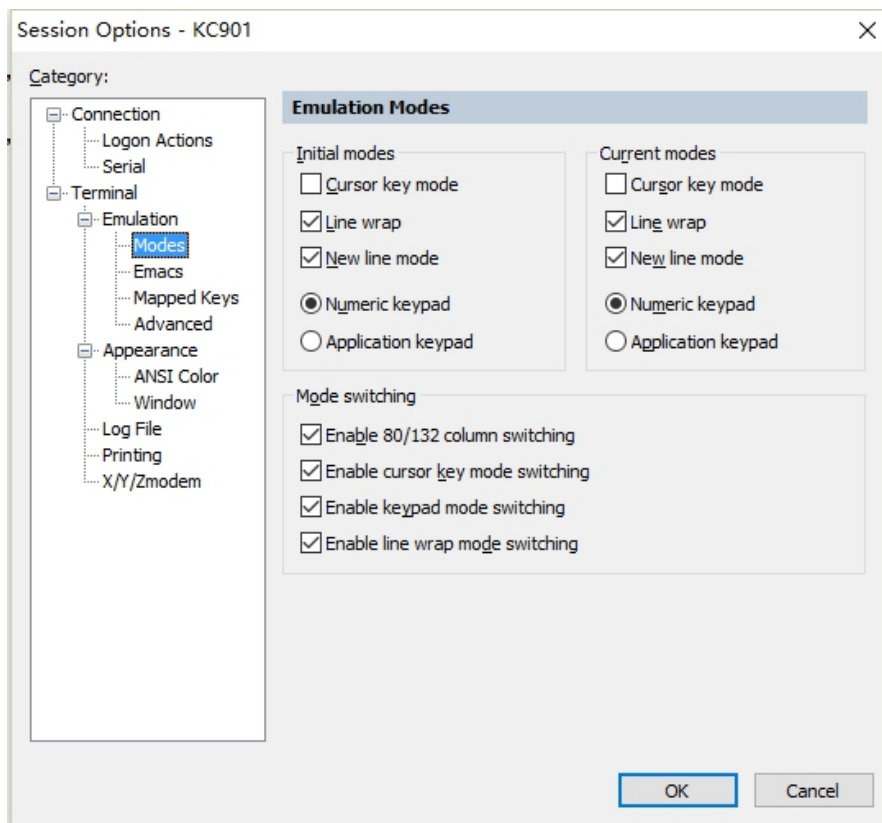 Session Options - KC901
Category:
Connection
Logon Actions
Serial
Terminal
Emulation
Modes
Emacs
Mapped Keys
Advanced
Appearance
ANSI Color
Window
Log File
Printing
X/Y/Zmodem
Emulation Modes
Initial modes
Cursor key mode
Line wrap
New line mode
Numeric keypad
Application keypad
Current modes
Cursor key mode
Line wrap
New line mode
Numeric keypad
Application keypad
Mode switching
Enable 80/132 column switching
Enable cursor key mode switching
Enable keypad mode switching
Enable line wrap mode switching
OK
Cancel